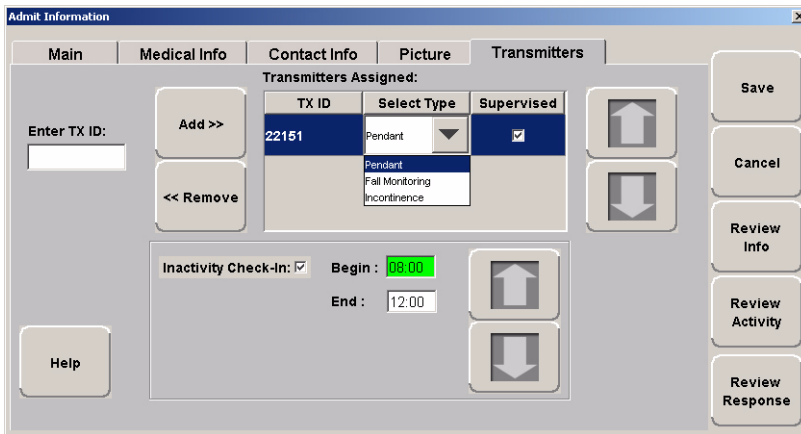 Admit Information
Main Medical Info Contact Info Picture Transmitters
Transmitters Assigned:
TX ID Select Type Supervised
Enter TX ID:
Add >>
22151 Pendant
Pendant
Fall Monitoring
Incontinence
<< Remove
Inactivity Check-In: Begin : 08:00
End : 12:00
Help
Save
Cancel
Review
Info
Review
Activity
Review
Response